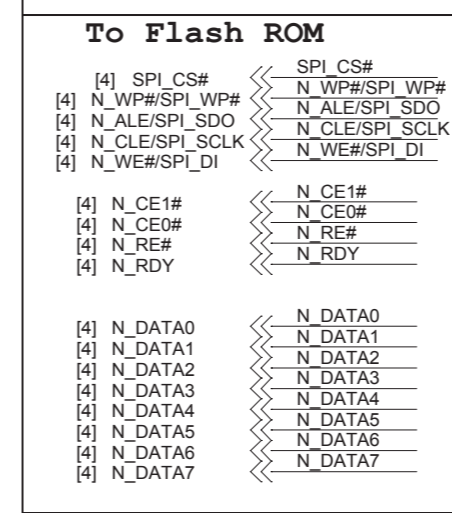 To Flash ROM
[4] SPI_CS# SPI_CS#
[4] N_WP#/SPI_WP# N_WP#/SPI_WP#
[4] N_ALE/SPI_SDO N_ALE/SPI_SDO
[4] N_CLE/SPI_SCLK N_CLE/SPI_SCLK
[4] N_WE#/SPI_DI N_WE#/SPI_DI
[4] N_CE1# N_CE1#
[4] N_CE0# N_CE0#
[4] N_RE# N_RE#
[4] N_RDY N_RDY
[4] N_DATA0 N_DATA0
[4] N_DATA1 N_DATA1
[4] N_DATA2 N_DATA2
[4] N_DATA3 N_DATA3
[4] N_DATA4 N_DATA4
[4] N_DATA5 N_DATA5
[4] N_DATA6 N_DATA6
[4] N_DATA7 N_DATA7